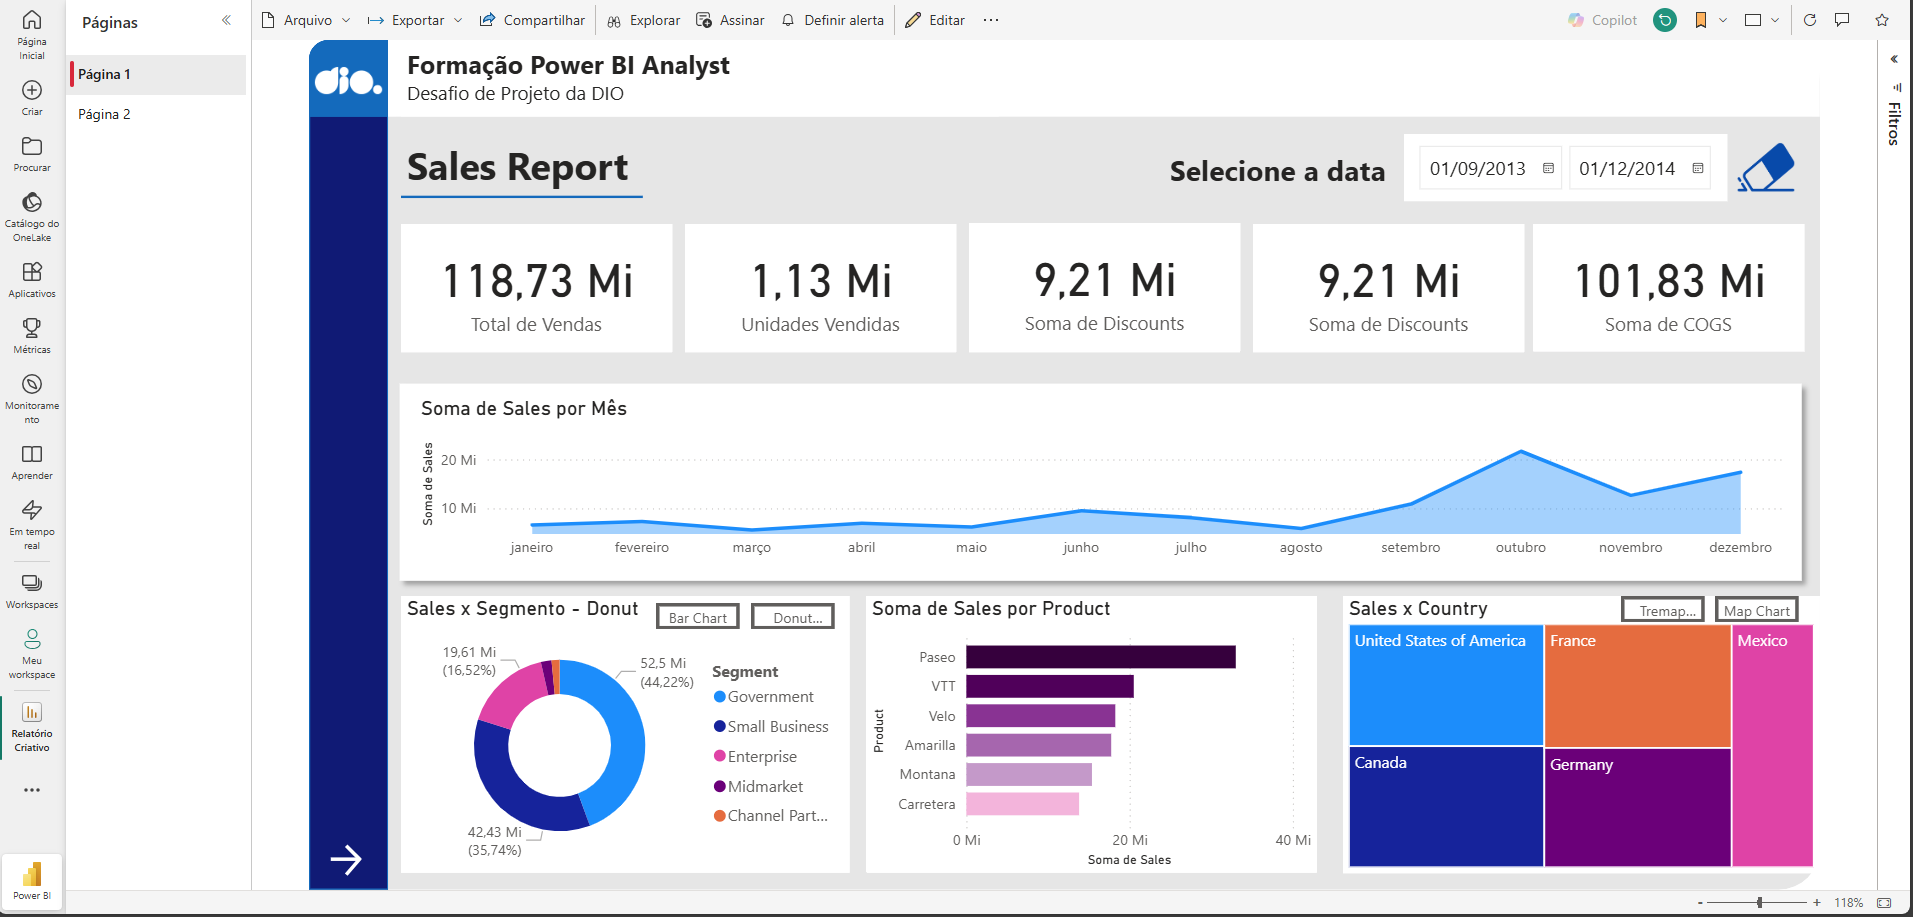 Página
Inicial
Criar
Procurar
Catálogo do
OneLake
Aplicativos
Métricas
Monitorame
nto
Aprender
Em tempo
real
Workspaces
Meu
workspace
Relatório
Criativo
Power BI
Páginas
Página 1
Página 2
Arquivo
Exportar
Compartilhar
Explorar
Assinar
Definir alerta
Editar
Copilot
Filtros
dio.
Formação Power BI Analyst
Desafio de Projeto da DIO
Sales Report
Selecione a data
01/09/2013
01/12/2014
118,73 Mi
Total de Vendas
1,13 Mi
Unidades Vendidas
9,21 Mi
Soma de Discounts
9,21 Mi
Soma de Discounts
101,83 Mi
Soma de COGS
Soma de Sales por Mês
Soma de Sales
20 Mi
10 Mi
janeiro
fevereiro
março
abril
maio
junho
julho
agosto
setembro
outubro
novembro
dezembro
Sales x Segmento - Donut
Bar Chart
Donut...
19,61 Mi
(16,52%)
52,5 Mi
(44,22%)
42,43 Mi
(35,74%)
Segment
Government
Small Business
Enterprise
Midmarket
Channel Part...
Soma de Sales por Product
Product
Paseo
VTT
Velo
Amarilla
Montana
Carretera
0 Mi
20 Mi
40 Mi
Soma de Sales
Sales x Country
Tremap...
Map Chart
United States of America
France
Mexico
Canada
Germany
- + 118%